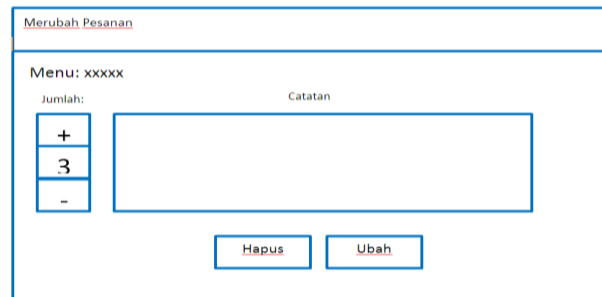 Merubah Pesanan
Menu: xxxxx
Jumlah:
Catatan
+
3
-
Hapus
Ubah